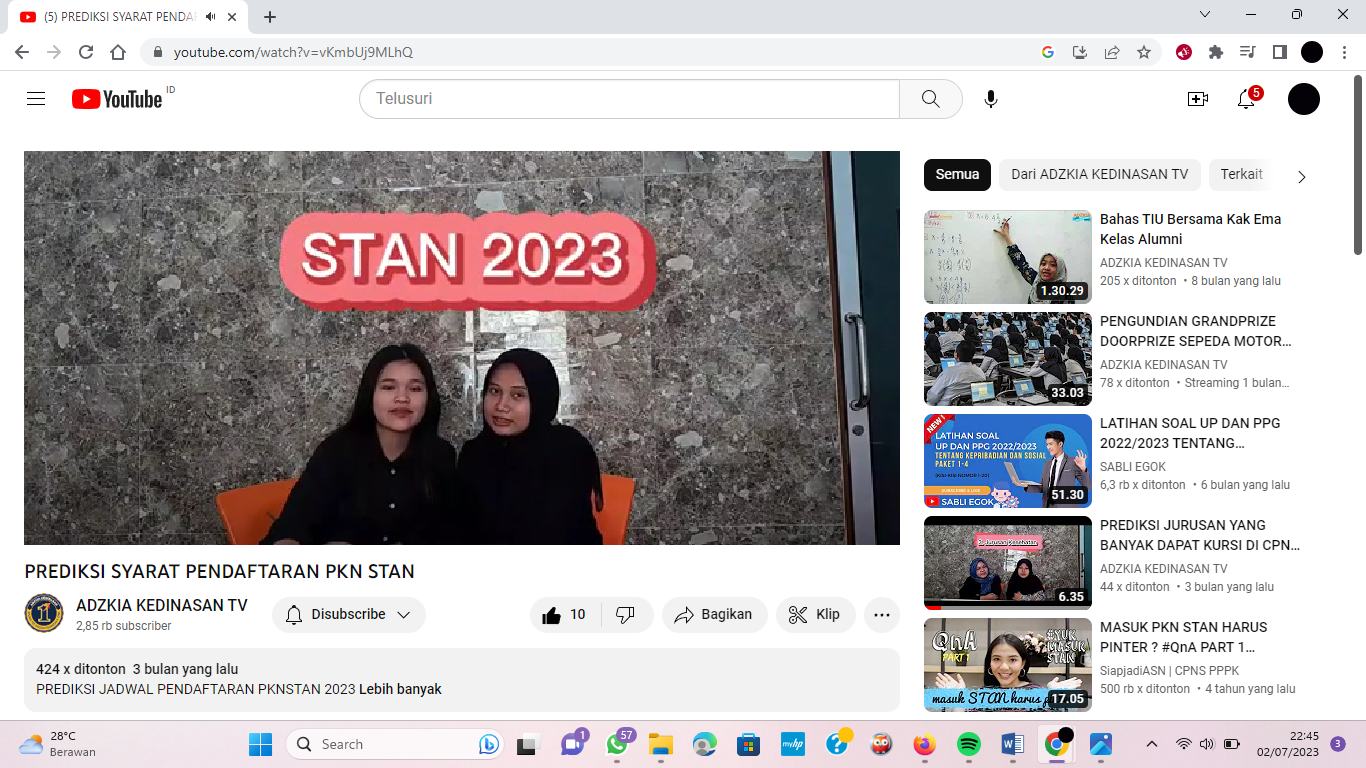 (5) PREDIKSI SYARAT PENDA
youtube.com/watch?v=vKmbUj9MLhQ
YouTube ID
Telusuri
5
STAN 2023
PREDIKSI SYARAT PENDAFTARAN PKN STAN
ADZKIA KEDINASAN TV
2,85 rb subscriber
Disubscribe
10
Bagikan
Klip
424 x ditonton 3 bulan yang lalu
PREDIKSI JADWAL PENDAFTARAN PKNSTAN 2023 Lebih banyak
Semua
Dari ADZKIA KEDINASAN TV
Terkait
1.30.29
Bahas TIU Bersama Kak Ema
Kelas Alumni
ADZKIA KEDINASAN TV
205 x ditonton • 8 bulan yang lalu
33.03
PENGUNDIAN GRANDPRIZE
DOORPRIZE SEPEDA MOTOR…
ADZKIA KEDINASAN TV
78 x ditonton • Streaming 1 bulan…
NEW!
LATIHAN SOAL
UP DAN PPG 2022/2023
TENTANG KEPRIBADIAN DAN SOSIAL
PAKET 1-4
SABLI EGOK
51.30
LATIHAN SOAL UP DAN PPG
2022/2023 TENTANG…
SABLI EGOK
6,3 rb x ditonton • 6 bulan yang lalu
2. Jurusan Kesehatan
6.35
PREDIKSI JURUSAN YANG
BANYAK DAPAT KURSI DI CPN…
ADZKIA KEDINASAN TV
44 x ditonton • 3 bulan yang lalu
QnA
PART 1
#YUK
MASUK
STAN
masuk STAN harus
17.05
MASUK PKN STAN HARUS
PINTER ? #QnA PART 1…
SiapjadiASN | CPNS PPPK
500 rb x ditonton • 4 tahun yang lalu
28°C
Berawan
Search
1
57
myhp
22:45
02/07/2023
3